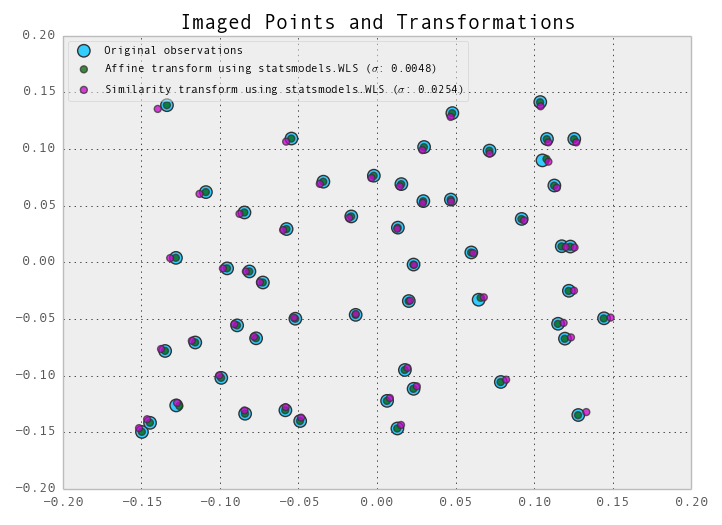 Imaged Points and Transformations
Original observations
Affine transform using statsmodels.WLS (σ: 0.0048)
Similarity transform using statsmodels.WLS (σ: 0.0254)
0.20
0.15
0.10
0.05
0.00
−0.05
−0.10
−0.15
−0.20
−0.20 −0.15 −0.10 −0.05 0.00 0.05 0.10 0.15 0.20